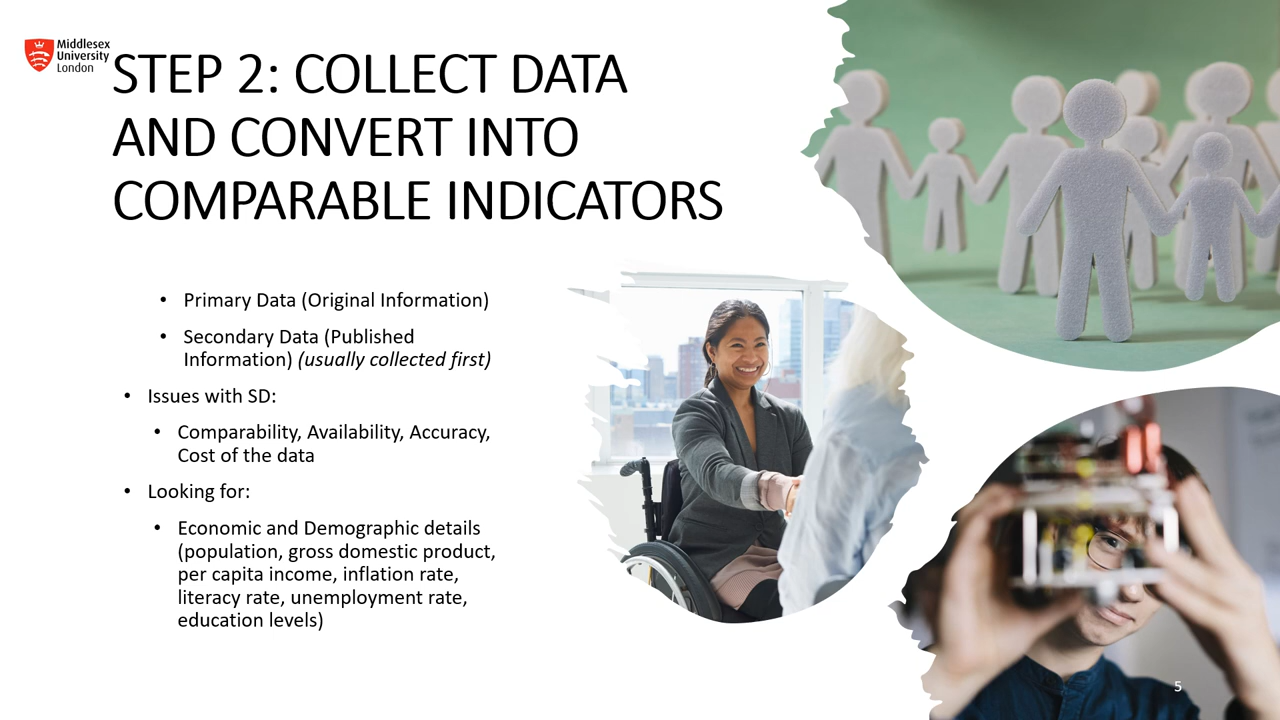 Middlesex
University
London
STEP 2: COLLECT DATA
AND CONVERT INTO
COMPARABLE INDICATORS
• Primary Data (Original Information)
• Secondary Data (Published
Information) (usually collected first)
• Issues with SD:
• Comparability, Availability, Accuracy,
Cost of the data
• Looking for:
• Economic and Demographic details
(population, gross domestic product,
per capita income, inflation rate,
literacy rate, unemployment rate,
education levels)
5